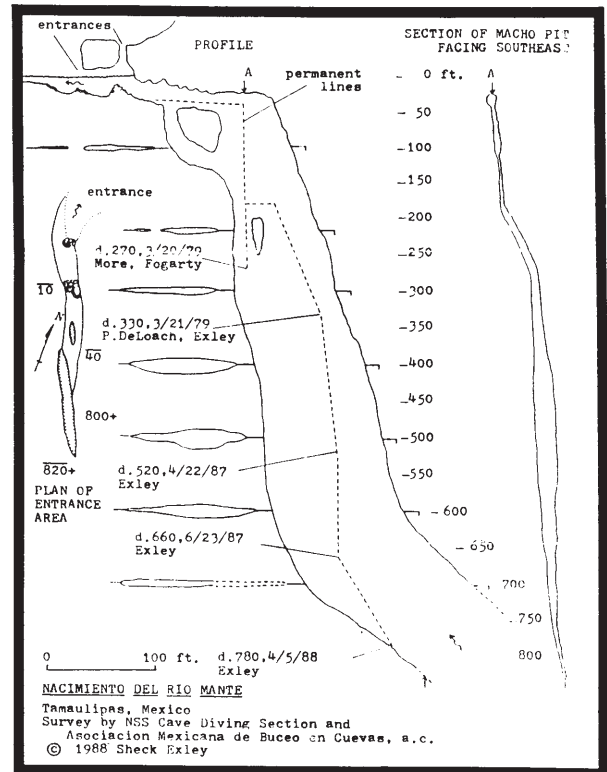 entrances
PROFILE
SECTION OF MACHO PIT
FACING SOUTHEAST
A
permanent
lines
A
0 ft.
50
100
150
200
250
300
350
400
450
500
550
600
650
700
750
800
entrance
d.270,3/20/79
More, Fogarty
10
N
d.330,3/21/79
P.DeLoach, Exley
40
800+
820+
d.520,4/22/87
Exley
PLAN OF
ENTRANCE
AREA
d.660,6/23/87
Exley
0 100 ft.
d.780,4/5/88
Exley
NACIMIENTO DEL RIO MANTE
Tamaulipas, Mexico
Survey by NSS Cave Diving Section and
Asociacion Mexicana de Buceo en Cuevas, a.c.
© 1988 Sheck Exley